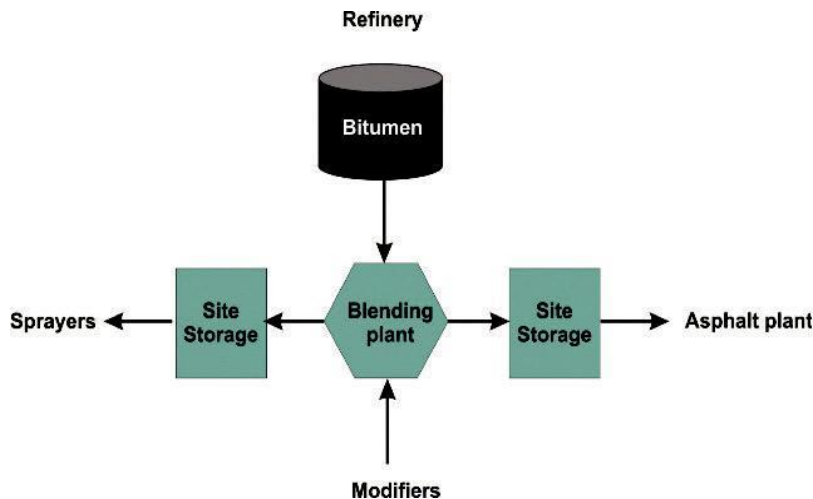 Refinery
Bitumen
Sprayers
Site
Storage
Blending
plant
Site
Storage
Asphalt plant
Modifiers